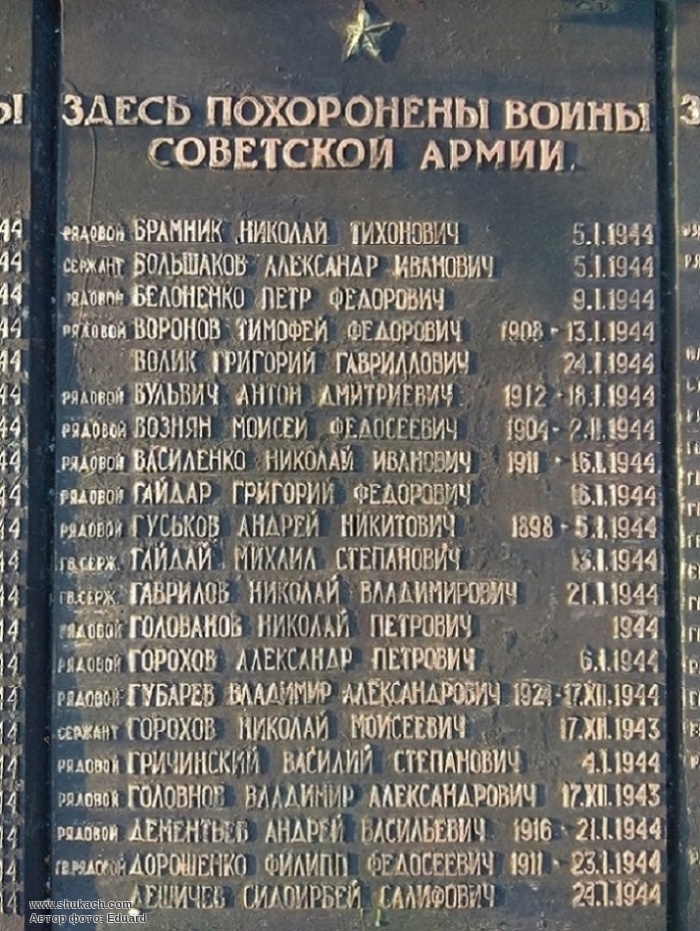 ЗДЕСЬ ПОХОРОНЕНЫ ВОИНЫ
СОВЕТСКОЙ АРМИИ.
РЯДОВОЙ БРАМНИК НИКОЛАЙ ТИХОНОВИЧ 5.I.1944
СЕРЖАНТ БОЛЬШАКОВ АЛЕКСАНДР ИВАНОВИЧ 5.I.1944
РЯДОВОЙ БЕЛОНЕНКО ПЕТР ФЕДОРОВИЧ 9.I.1944
РЯДОВОЙ ВОРОНОВ ТИМОФЕЙ ФЕДОРОВИЧ 1908 - 13.I.1944
ВОЛИК ГРИГОРИЙ ГАВРИЛЛОВИЧ 24.I.1944
РЯДОВОЙ ВУЛЬВИЧ АНТОН ДМИТРИЕВИЧ 1912 - 18.I.1944
РЯДОВОЙ ВОЗНЯН МОИСЕЙ ФЕДОСЕЕВИЧ 1904 - 2.II.1944
РЯДОВОЙ ВАСИЛЕНКО НИКОЛАЙ ИВАНОВИЧ 1911 - 16.I.1944
РЯДОВОЙ ГАЙДАР ГРИГОРИЙ ФЕДОРОВИЧ 16.I.1944
РЯДОВОЙ ГУСЬКОВ АНДРЕЙ НИКИТОВИЧ 1898 - 5.I.1944
ГВ.СЕРЖ. ГАЙДАЙ МИХАИЛ СТЕПАНОВИЧ 13.I.1944
ГВ.СЕРЖ ГАВРИЛОВ НИКОЛАЙ ВЛАДИМИРОВИЧ 21.I.1944
РЯДОВОЙ ГОЛОВАНОВ НИКОЛАЙ ПЕТРОВИЧ 1944
РЯДОВОЙ ГОРОХОВ АЛЕКСАНДР ПЕТРОВИЧ 6.I.1944
РЯДОВОЙ ГУБАРЕВ ВЛАДИМИР АЛЕКСАНДРОВИЧ 1921 - 17.XII.1944
СЕРЖАНТ ГОРОХОВ НИКОЛАЙ МОИСЕЕВИЧ 17.XII.1943
РЯДОВОЙ ГРИЧИНСКИЙ ВАСИЛИЙ СТЕПАНОВИЧ 4.I.1944
РЯДОВОЙ ГОЛОВНОВ ВЛАДИМИР АЛЕКСАНДРОВИЧ 17.XII.1943
РЯДОВОЙ ДЕМЕНТЬЕВ АНДРЕЙ ВАСИЛЬЕВИЧ 1916 - 21.I.1944
ГВ.РЯДОВОЙ ДОРОШЕНКО ФИЛИПП ФЕДОСЕЕВИЧ 1911 - 23.I.1944
САЛИФОВИЧ 24.I.1944
www.shukach.com
Автор фото: Eduard